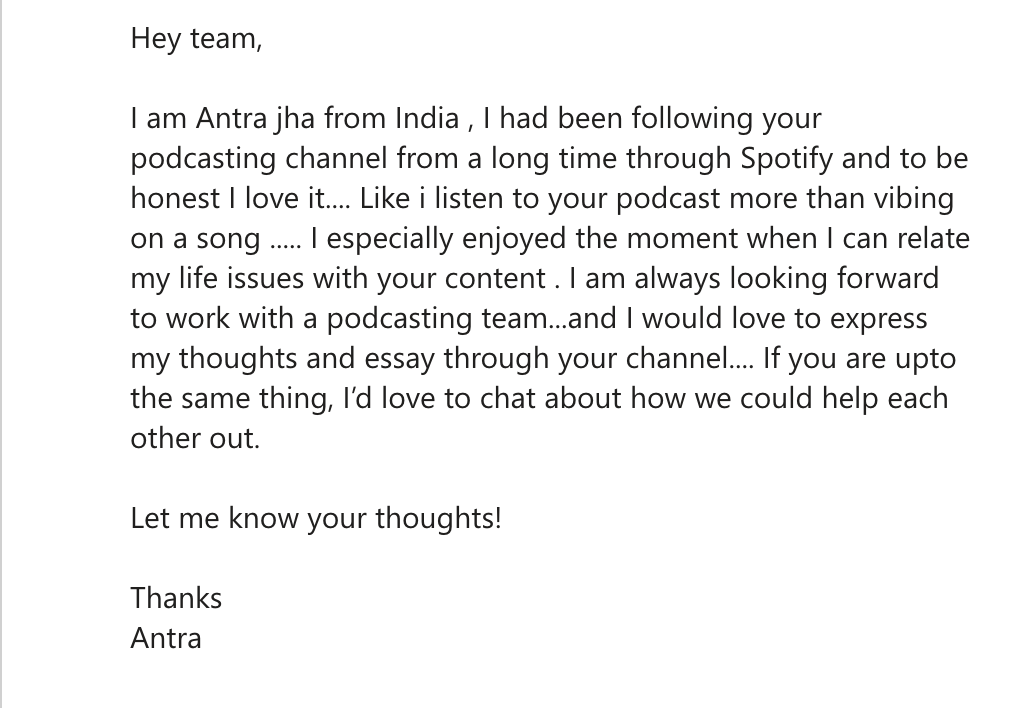 Hey team,
I am Antra jha from India , I had been following your
podcasting channel from a long time through Spotify and to be
honest I love it.... Like i listen to your podcast more than vibing
on a song ..... I especially enjoyed the moment when I can relate
my life issues with your content . I am always looking forward
to work with a podcasting team...and I would love to express
my thoughts and essay through your channel.... If you are upto
the same thing, I’d love to chat about how we could help each
other out.
Let me know your thoughts!
Thanks
Antra